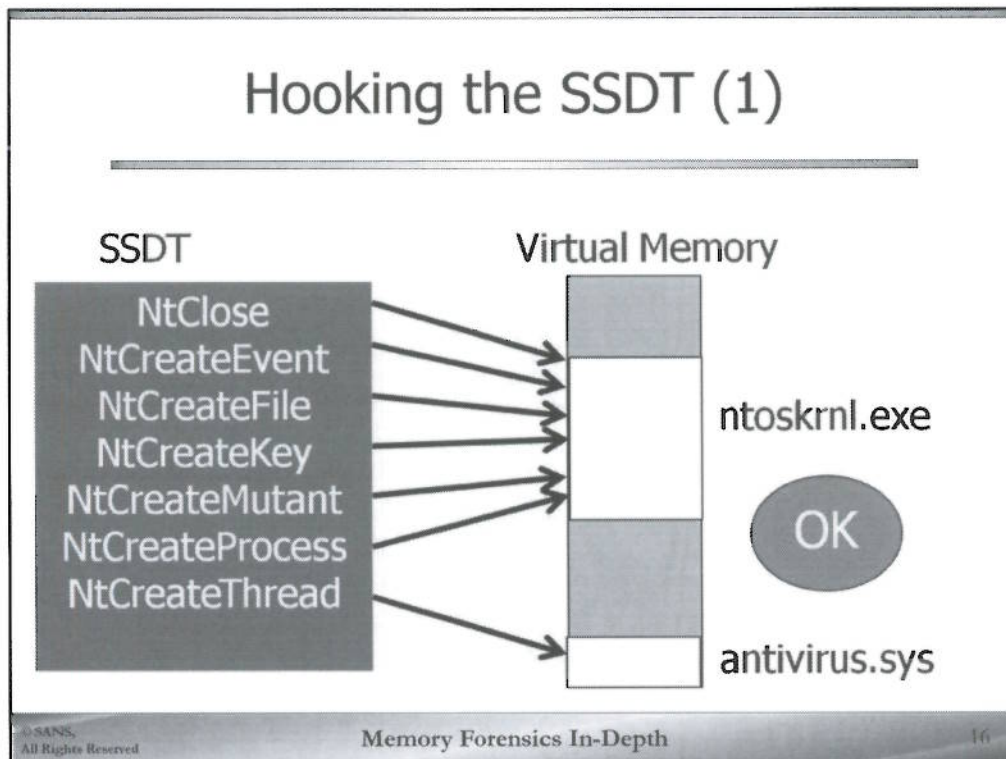 Hooking the SSDT (1)
SSDT
NtClose
NtCreateEvent
NtCreateFile
NtCreateKey
NtCreateMutant
NtCreateProcess
NtCreateThread
Virtual Memory
ntoskrnl.exe
OK
antivirus.sys
©SANS,
All Rights Reserved
Memory Forensics In-Depth
16